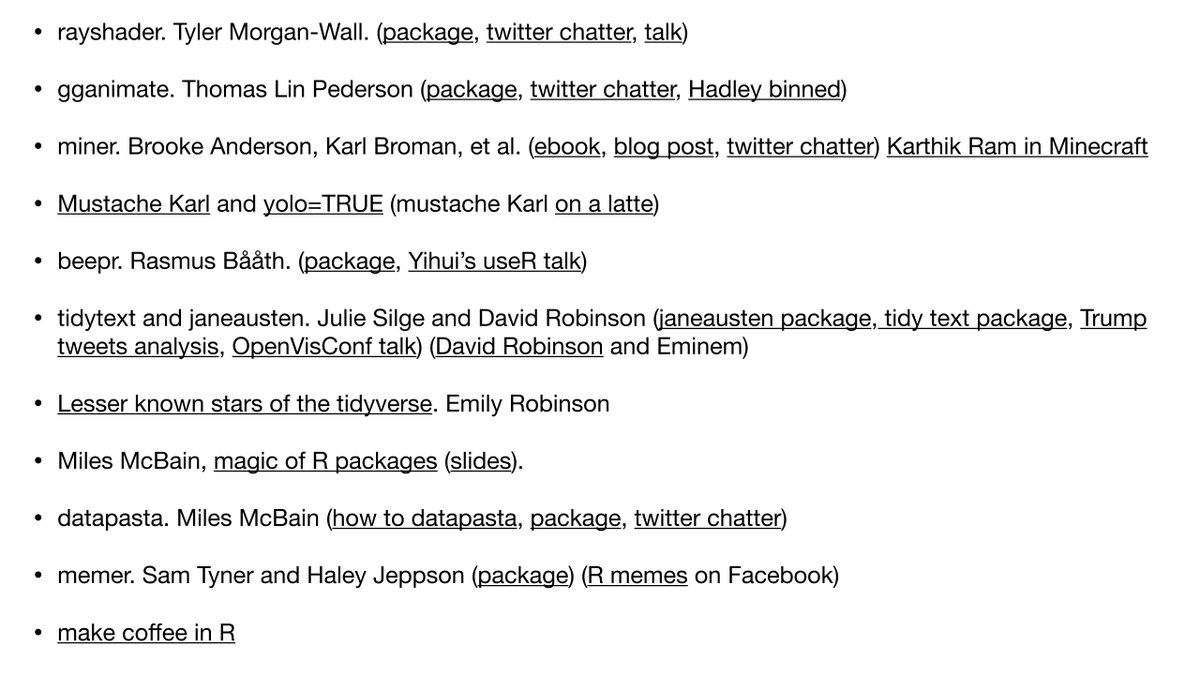 • rayshader. Tyler Morgan-Wall. (package, twitter chatter, talk)
• gganimate. Thomas Lin Pederson (package, twitter chatter, Hadley binned)
• miner. Brooke Anderson, Karl Broman, et al. (ebook, blog post, twitter chatter) Karthik Ram in Minecraft
• Mustache Karl and yolo=TRUE (mustache Karl on a latte)
• beepr. Rasmus Bååth. (package, Yihui’s useR talk)
• tidytext and janeausten. Julie Silge and David Robinson (janeausten package, tidy text package, Trump
tweets analysis, OpenVisConf talk) (David Robinson and Eminem)
• Lesser known stars of the tidyverse. Emily Robinson
• Miles McBain, magic of R packages (slides).
• datapasta. Miles McBain (how to datapasta, package, twitter chatter)
• memer. Sam Tyner and Haley Jeppson (package) (R memes on Facebook)
• make coffee in R